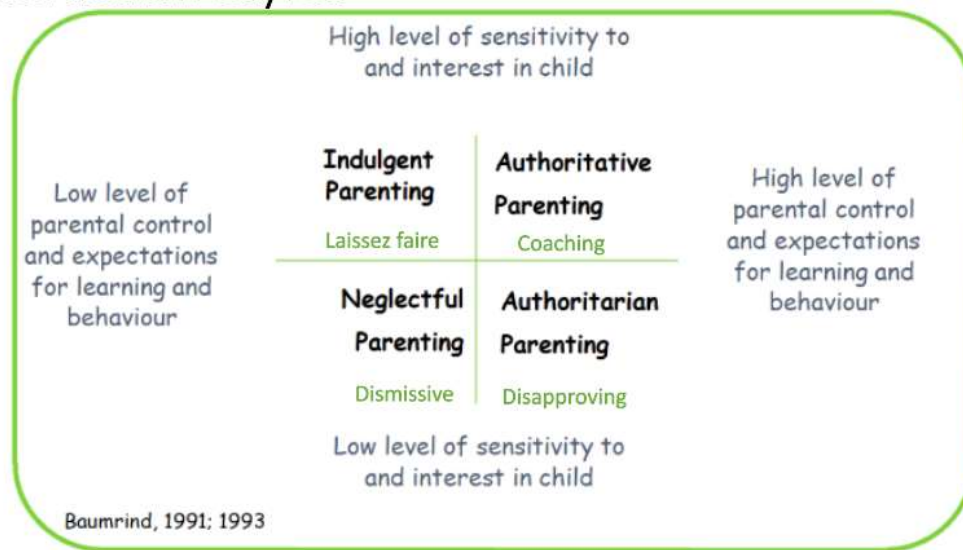 High level of sensitivity to
and interest in child
Indulgent
Parenting
Laissez faire
Authoritative
Parenting
Coaching
Low level of
parental control
and expectations
for learning and
behaviour
High level of
parental control
and expectations
for learning and
behaviour
Neglectful
Parenting
Dismissive
Authoritarian
Parenting
Disapproving
Low level of sensitivity to
and interest in child
Baumrind, 1991; 1993